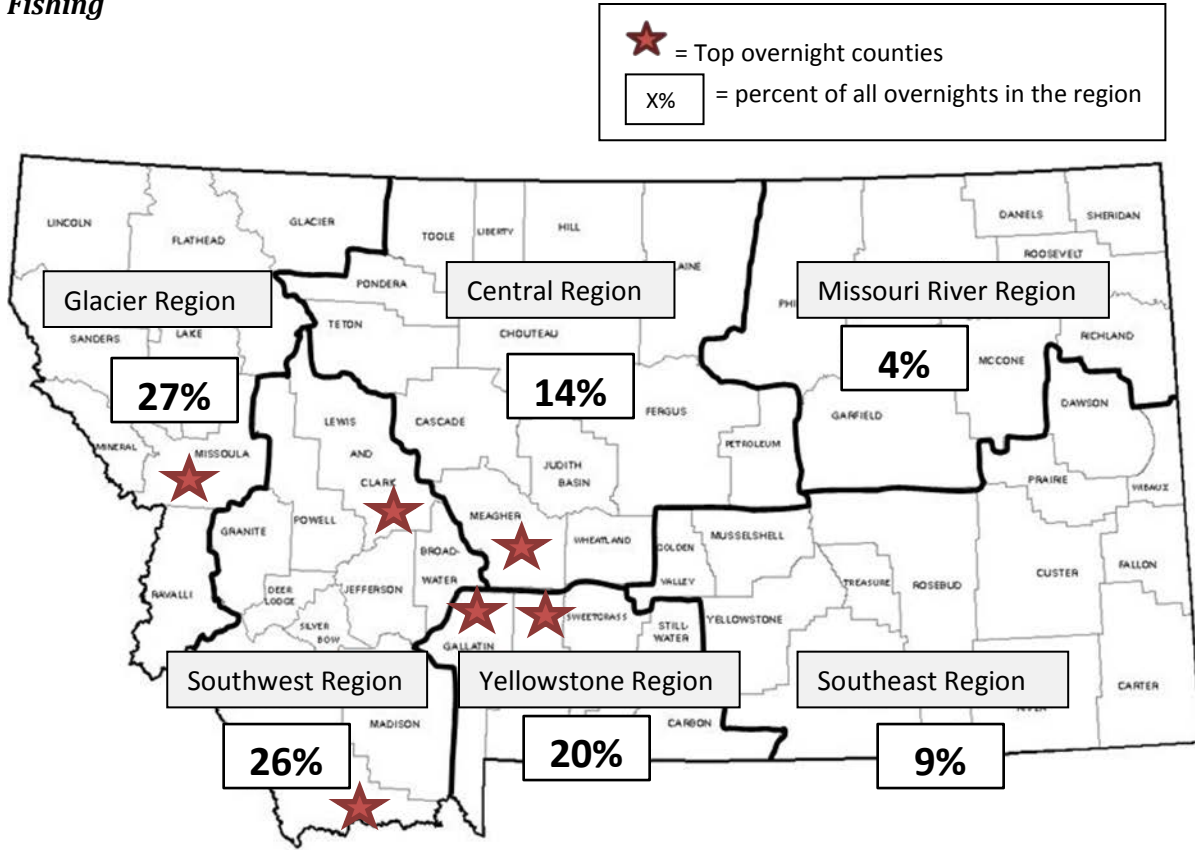 Fishing
= Top overnight counties
X%
= percent of all overnights in the region
LINCOLN
FLATHEAD
GLACIER
TOOLE
LIBERTY
HILL
DANIELS
SHERIDAN
ROOSEVELT
PONDERA
Glacier Region
Central Region
Missouri River Region
TETON
SANDERS
LAKE
CHOUTEAU
RICHLAND
27%
14%
4%
MCCONE
LEWIS
AND
CLARK
CASCADE
FERGUS
GARFIELD
DAWSON
MINERAL
MISSOULA
JUDITH
BASIN
PETROLEUM
PRAIRIE
WIBAUX
GRANITE
POWELL
MEAGHER
WHEATLAND
GOLDEN
VALLEY
MUSSELSHELL
BROAD-
WATER
RAVALLI
DEER
LODGE
JEFFERSON
TREASURE
ROSEBUD
CUSTER
FALLON
SILVER
BOW
GALLATIN
SWEETGRASS
STILL-
WATER
YELLOWSTONE
Southwest Region
Yellowstone Region
Southeast Region
CARTER
MADISON
CARBON
26%
20%
9%